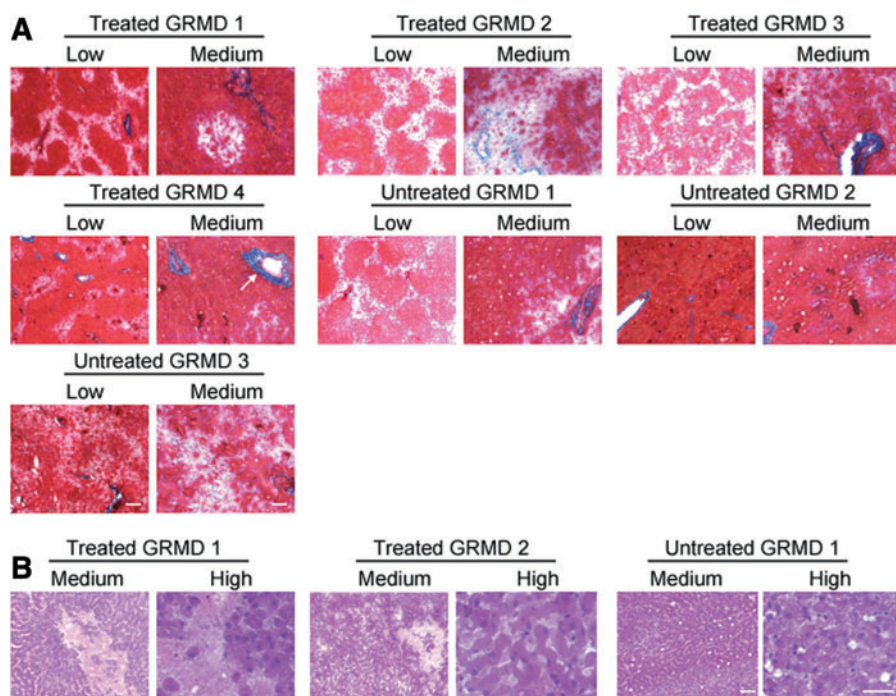 A
Treated GRMD 1 Treated GRMD 2 Treated GRMD 3
Low Medium Low Medium Low Medium
Treated GRMD 4 Untreated GRMD 1 Untreated GRMD 2
Low Medium Low Medium Low Medium
Untreated GRMD 3
Low Medium
B
Treated GRMD 1 Treated GRMD 2 Untreated GRMD 1
Medium High Medium High Medium High